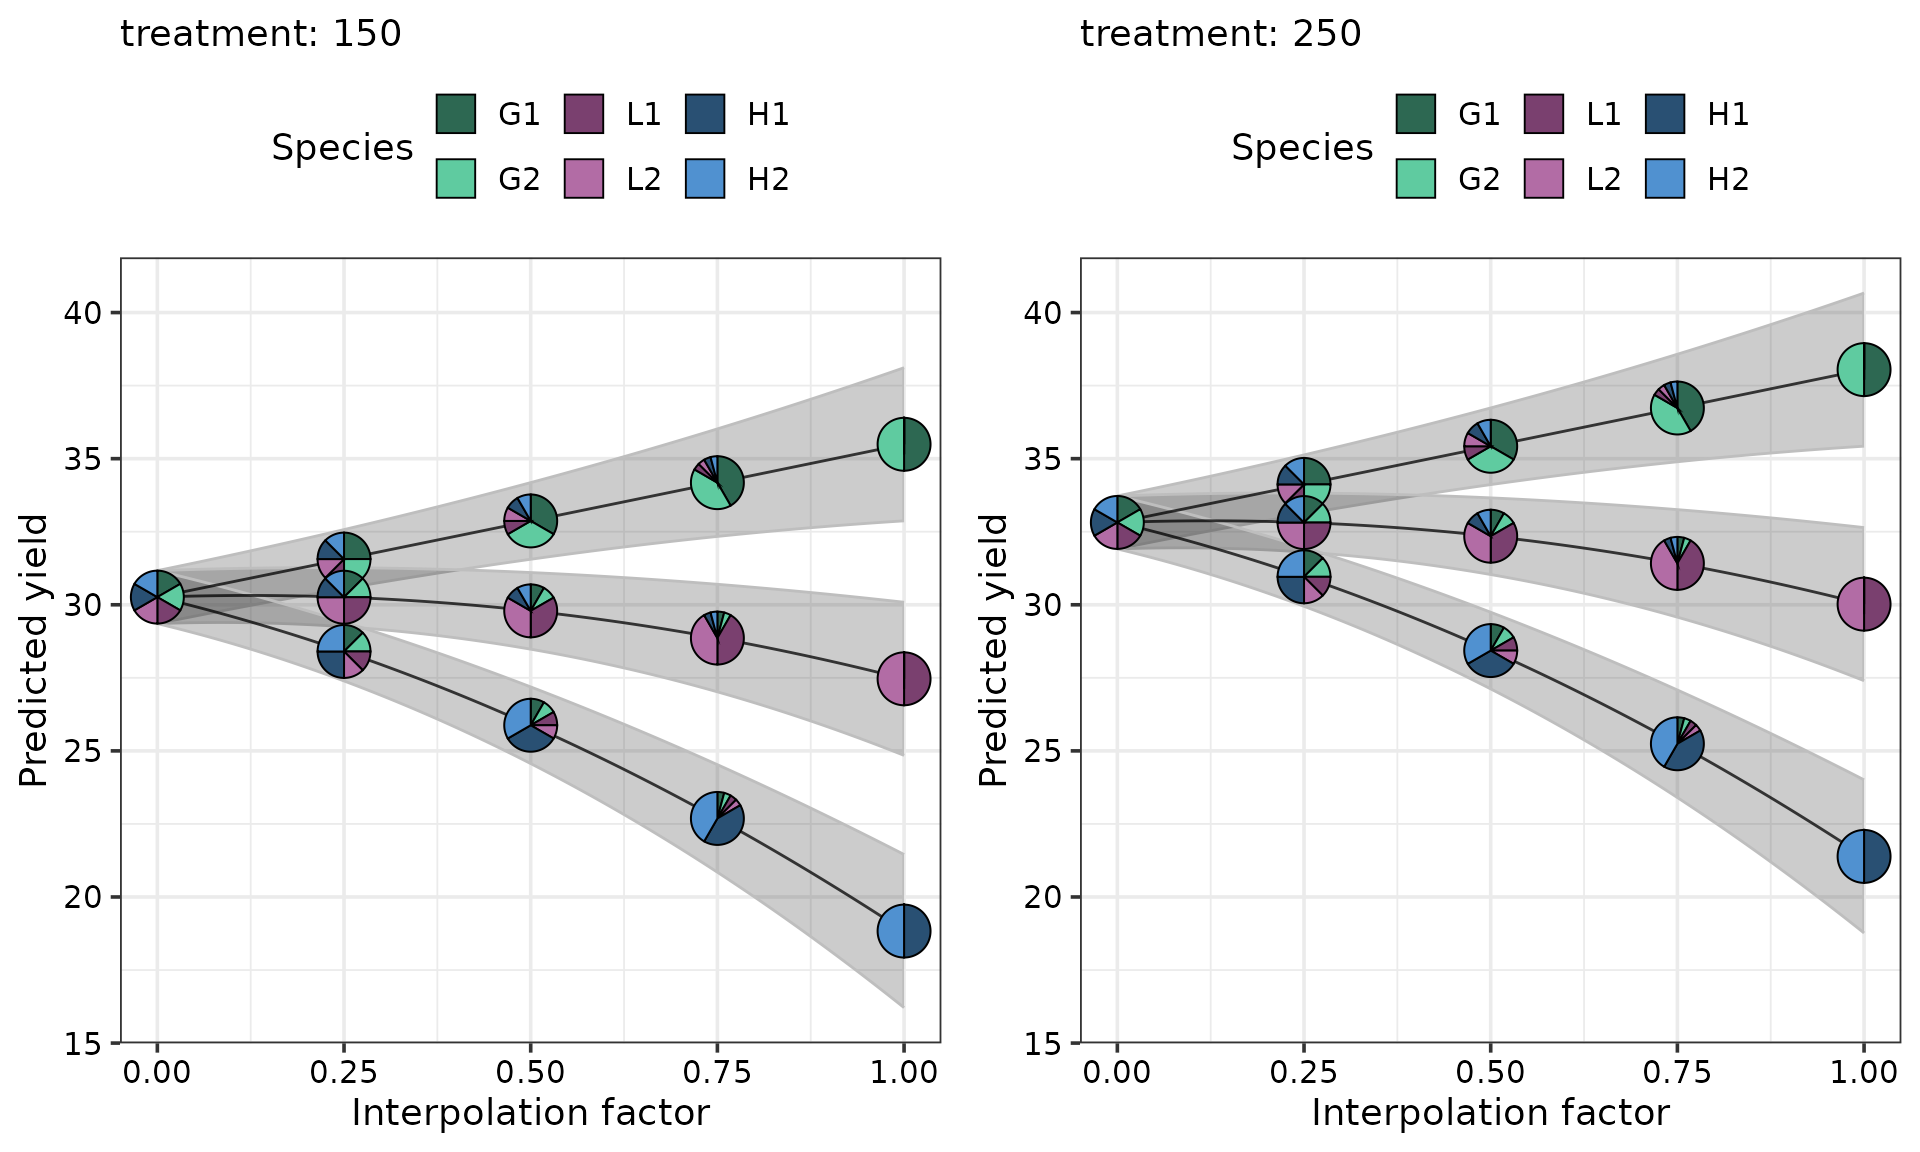 treatment: 150
Species
G1 L1 H1
G2 L2 H2
Predicted yield
40
35
30
25
20
15
0.00 0.25 0.50 0.75 1.00
Interpolation factor
treatment: 250
Species
G1 L1 H1
G2 L2 H2
Predicted yield
40
35
30
25
20
15
0.00 0.25 0.50 0.75 1.00
Interpolation factor